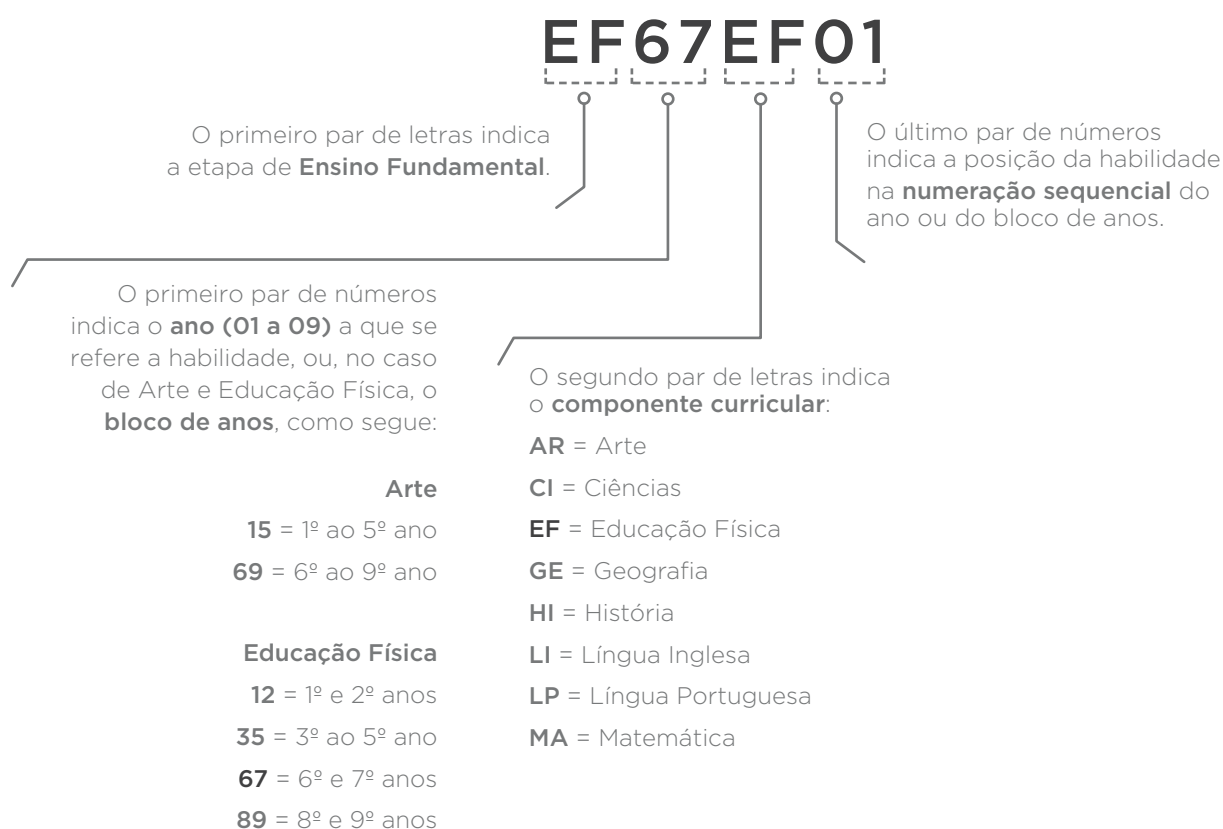 EF67EF01
O primeiro par de letras indica
a etapa de Ensino Fundamental.
O último par de números
indica a posição da habilidade
na numeração sequencial do
ano ou do bloco de anos.
O primeiro par de números
indica o ano (01 a 09) a que se
refere a habilidade, ou, no caso
de Arte e Educação Física, o
bloco de anos, como segue:
Arte
15 = 1º ao 5º ano
69 = 6º ao 9º ano
Educação Física
12 = 1º e 2º anos
35 = 3º ao 5º ano
67 = 6º e 7º anos
89 = 8º e 9º anos
O segundo par de letras indica
o componente curricular:
AR = Arte
CI = Ciências
EF = Educação Física
GE = Geografia
HI = História
LI = Língua Inglesa
LP = Língua Portuguesa
MA = Matemática